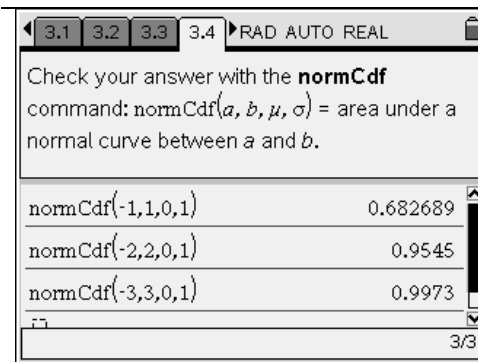 3.1 3.2 3.3 3.4 RAD AUTO REAL
Check your answer with the normCdf
command: normCdf(a, b, μ, σ) = area under a
normal curve between a and b.
normCdf(-1,1,0,1) 0.682689
normCdf(-2,2,0,1) 0.9545
normCdf(-3,3,0,1) 0.9973
3/3